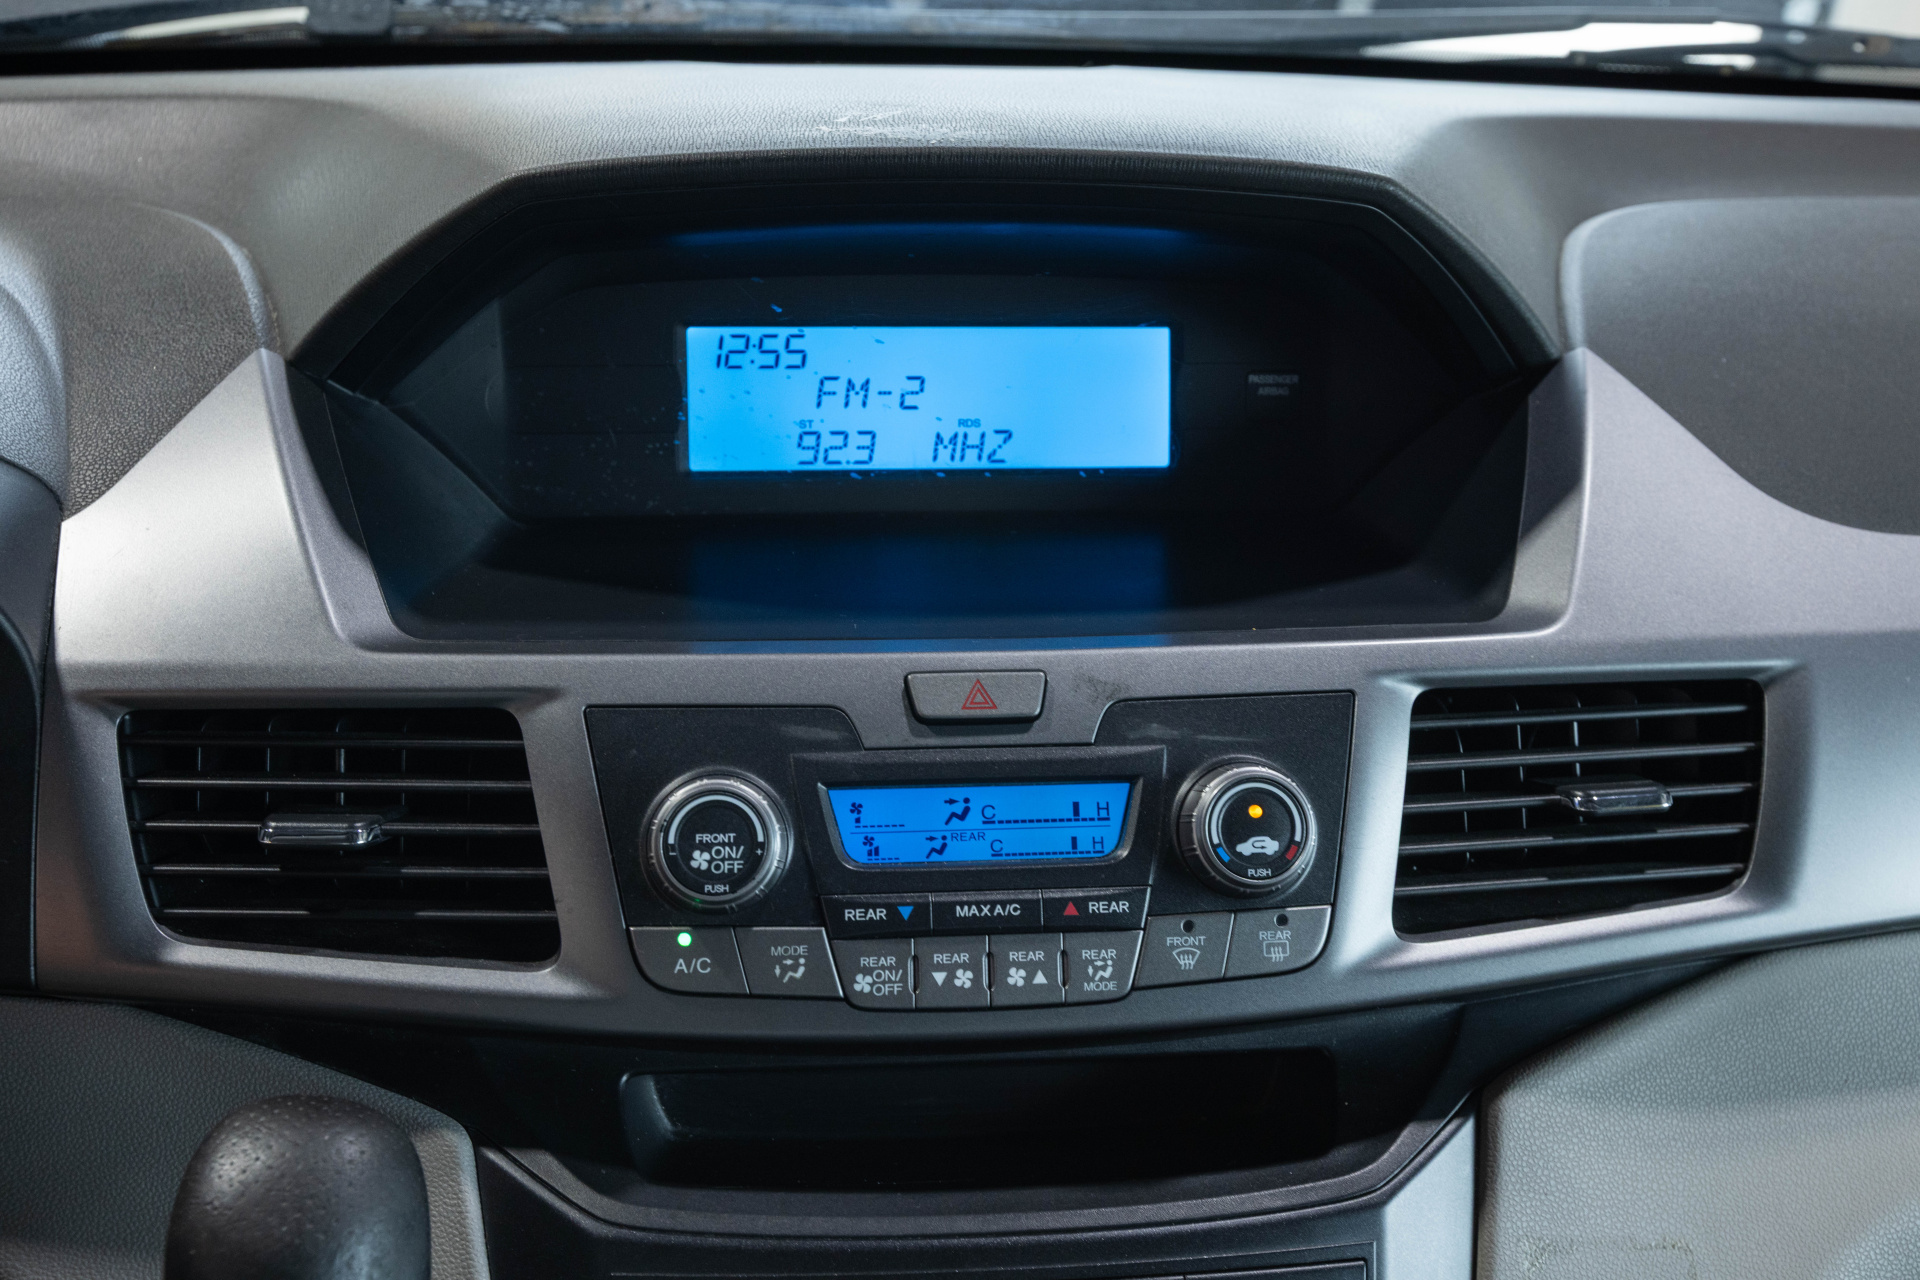 12:55
FM-2
ST RDS
92.3 MHZ
PASSENGER
AIRBAG
C H
REAR
C H
FRONT
ON/
OFF
- +
PUSH
PUSH
REAR
MAX A/C
REAR
A/C
MODE
REAR
ON/
OFF
REAR
REAR
REAR
MODE
FRONT
REAR